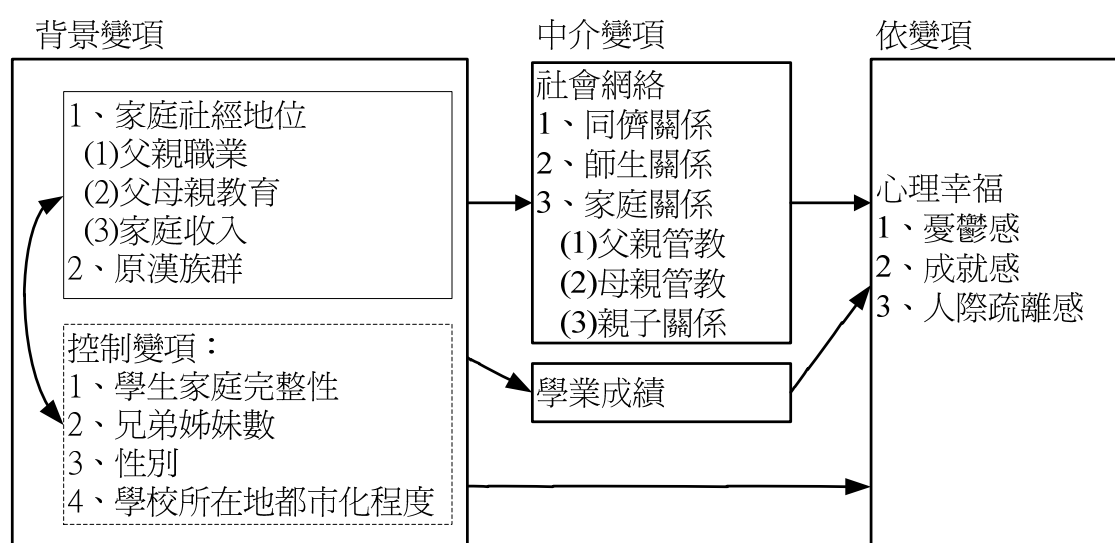 背景變項
1、家庭社經地位
(1)父親職業
(2)父母親教育
(3)家庭收入
2、原漢族群
控制變項：
1、學生家庭完整性
2、兄弟姊妹數
3、性別
4、學校所在地都市化程度
中介變項
社會網絡
1、同儕關係
2、師生關係
3、家庭關係
(1)父親管教
(2)母親管教
(3)親子關係
學業成績
依變項
心理幸福
1、憂鬱感
2、成就感
3、人際疏離感